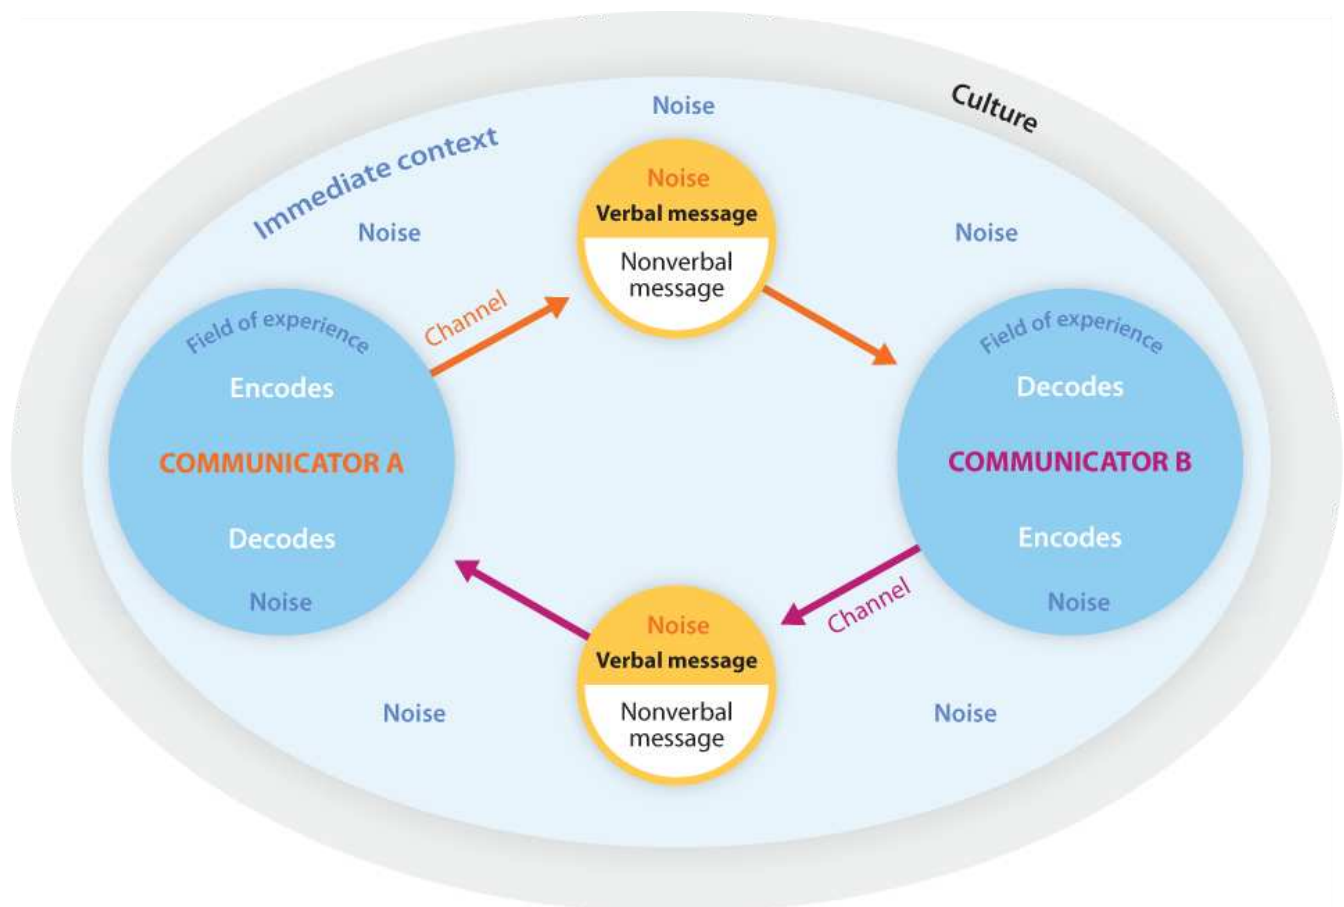 Noise
Culture
Immediate context
Noise
Verbal message
Nonverbal
message
Noise
Noise
Channel
Field of experience
Encodes
COMMUNICATOR A
Decodes
Noise
Field of experience
Decodes
COMMUNICATOR B
Encodes
Noise
Channel
Noise
Verbal message
Nonverbal
message
Noise
Noise